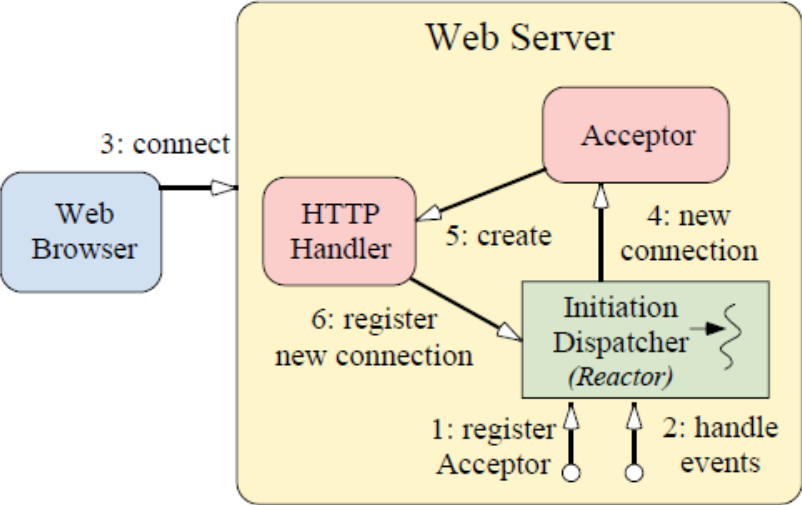 Web Server
Acceptor
3: connect
Web
Browser
HTTP
Handler
4: new
connection
5: create
6: register
new connection
Initiation
Dispatcher
(Reactor)
1: register
Acceptor
2: handle
events